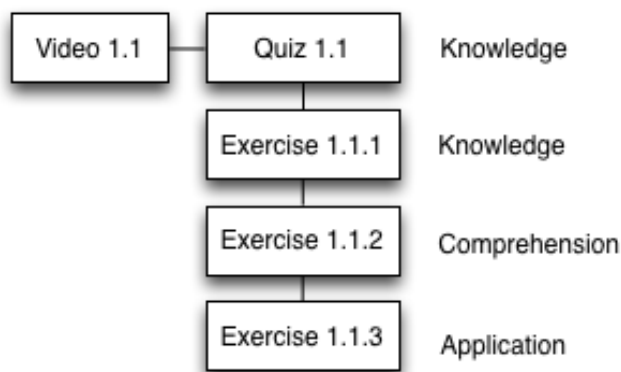 Video 1.1 Quiz 1.1 Knowledge
Exercise 1.1.1 Knowledge
Exercise 1.1.2 Comprehension
Exercise 1.1.3 Application